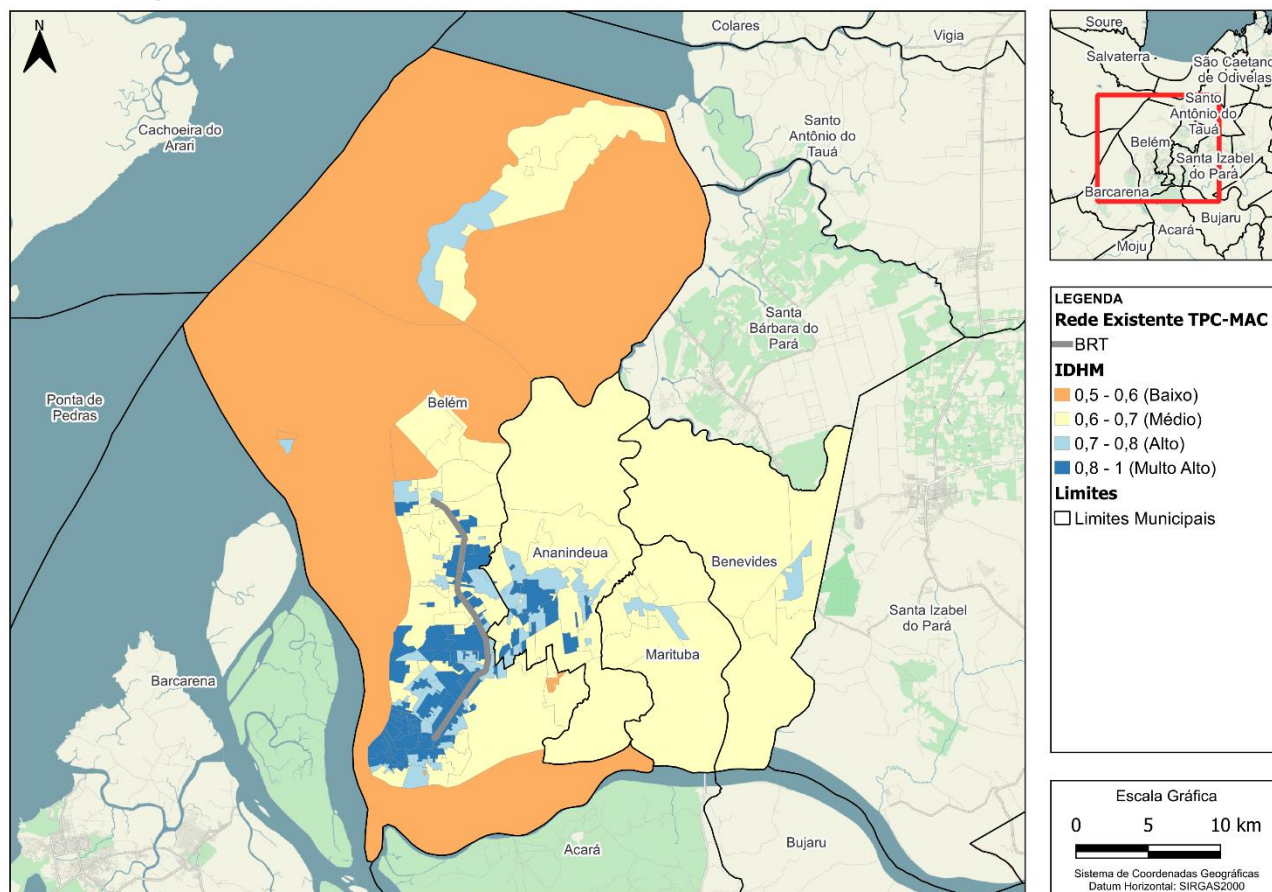 N
Colares
Vigia
Cachoeira do
Arari
Santo
Antônio do
Tauá
Santa
Bárbara do
Pará
Ponta de
Pedras
Belém
Ananindeua
Benevides
Santa Izabel
do Pará
Marituba
Barcarena
Acará
Bujaru
Soure
Salvaterra
São Caetano
de Odivelas
Santo
Antônio do
Tauá
Belém
Santa Izabel
do Pará
Barcarena
Bujaru
Acará
Moju
LEGENDA
Rede Existente TPC-MAC
BRT
IDHM
0,5 - 0,6 (Baixo)
0,6 - 0,7 (Médio)
0,7 - 0,8 (Alto)
0,8 - 1 (Multo Alto)
Limites
Limites Municipais
Escala Gráfica
0 5 10 km
Sistema de Coordenadas Geográficas
Datum Horizontal: SIRGAS2000